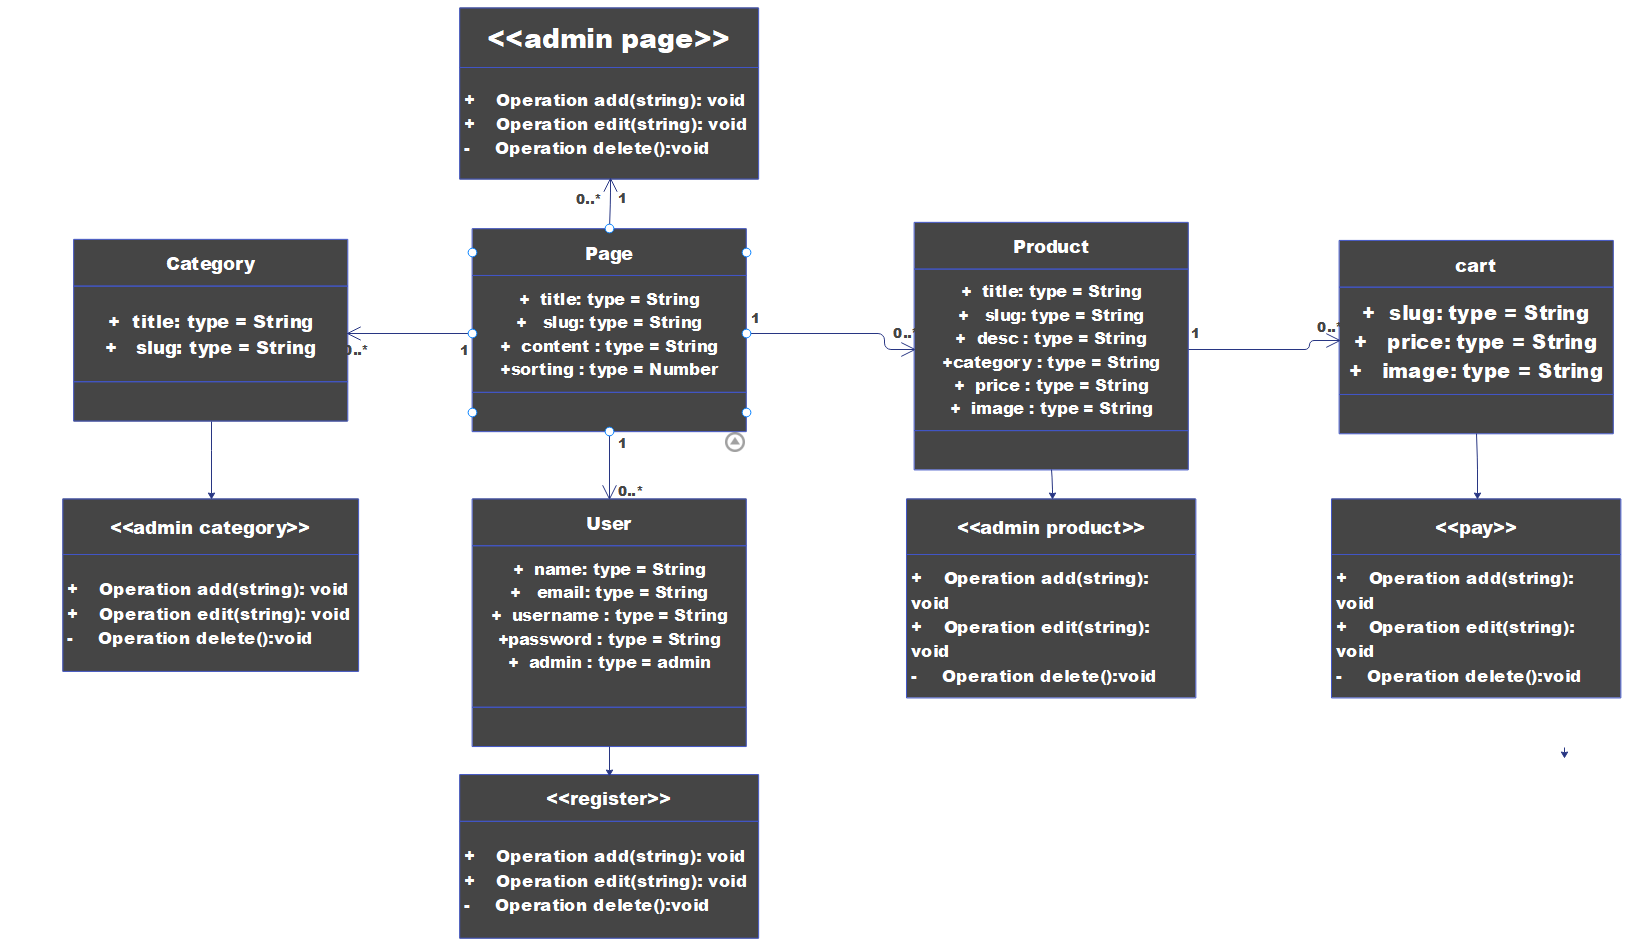 <<admin page>>
+ Operation add(string): void
+ Operation edit(string): void
- Operation delete():void
0..* 1
Category
+ title: type = String
+ slug: type = String
Page
+ title: type = String
+ slug: type = String
+ content : type = String
+sorting : type = Number
0..*
1
1
0..*
Product
+ title: type = String
+ slug: type = String
+ desc : type = String
+category : type = String
+ price : type = String
+ image : type = String
1
0..*
cart
+ slug: type = String
+ price: type = String
+ image: type = String
1
0..*
<<admin category>>
+ Operation add(string): void
+ Operation edit(string): void
- Operation delete():void
User
+ name: type = String
+ email: type = String
+ username : type = String
+password : type = String
+ admin : type = admin
<<admin product>>
+ Operation add(string):
void
+ Operation edit(string):
void
- Operation delete():void
<<pay>>
+ Operation add(string):
void
+ Operation edit(string):
void
- Operation delete():void
<<register>>
+ Operation add(string): void
+ Operation edit(string): void
- Operation delete():void